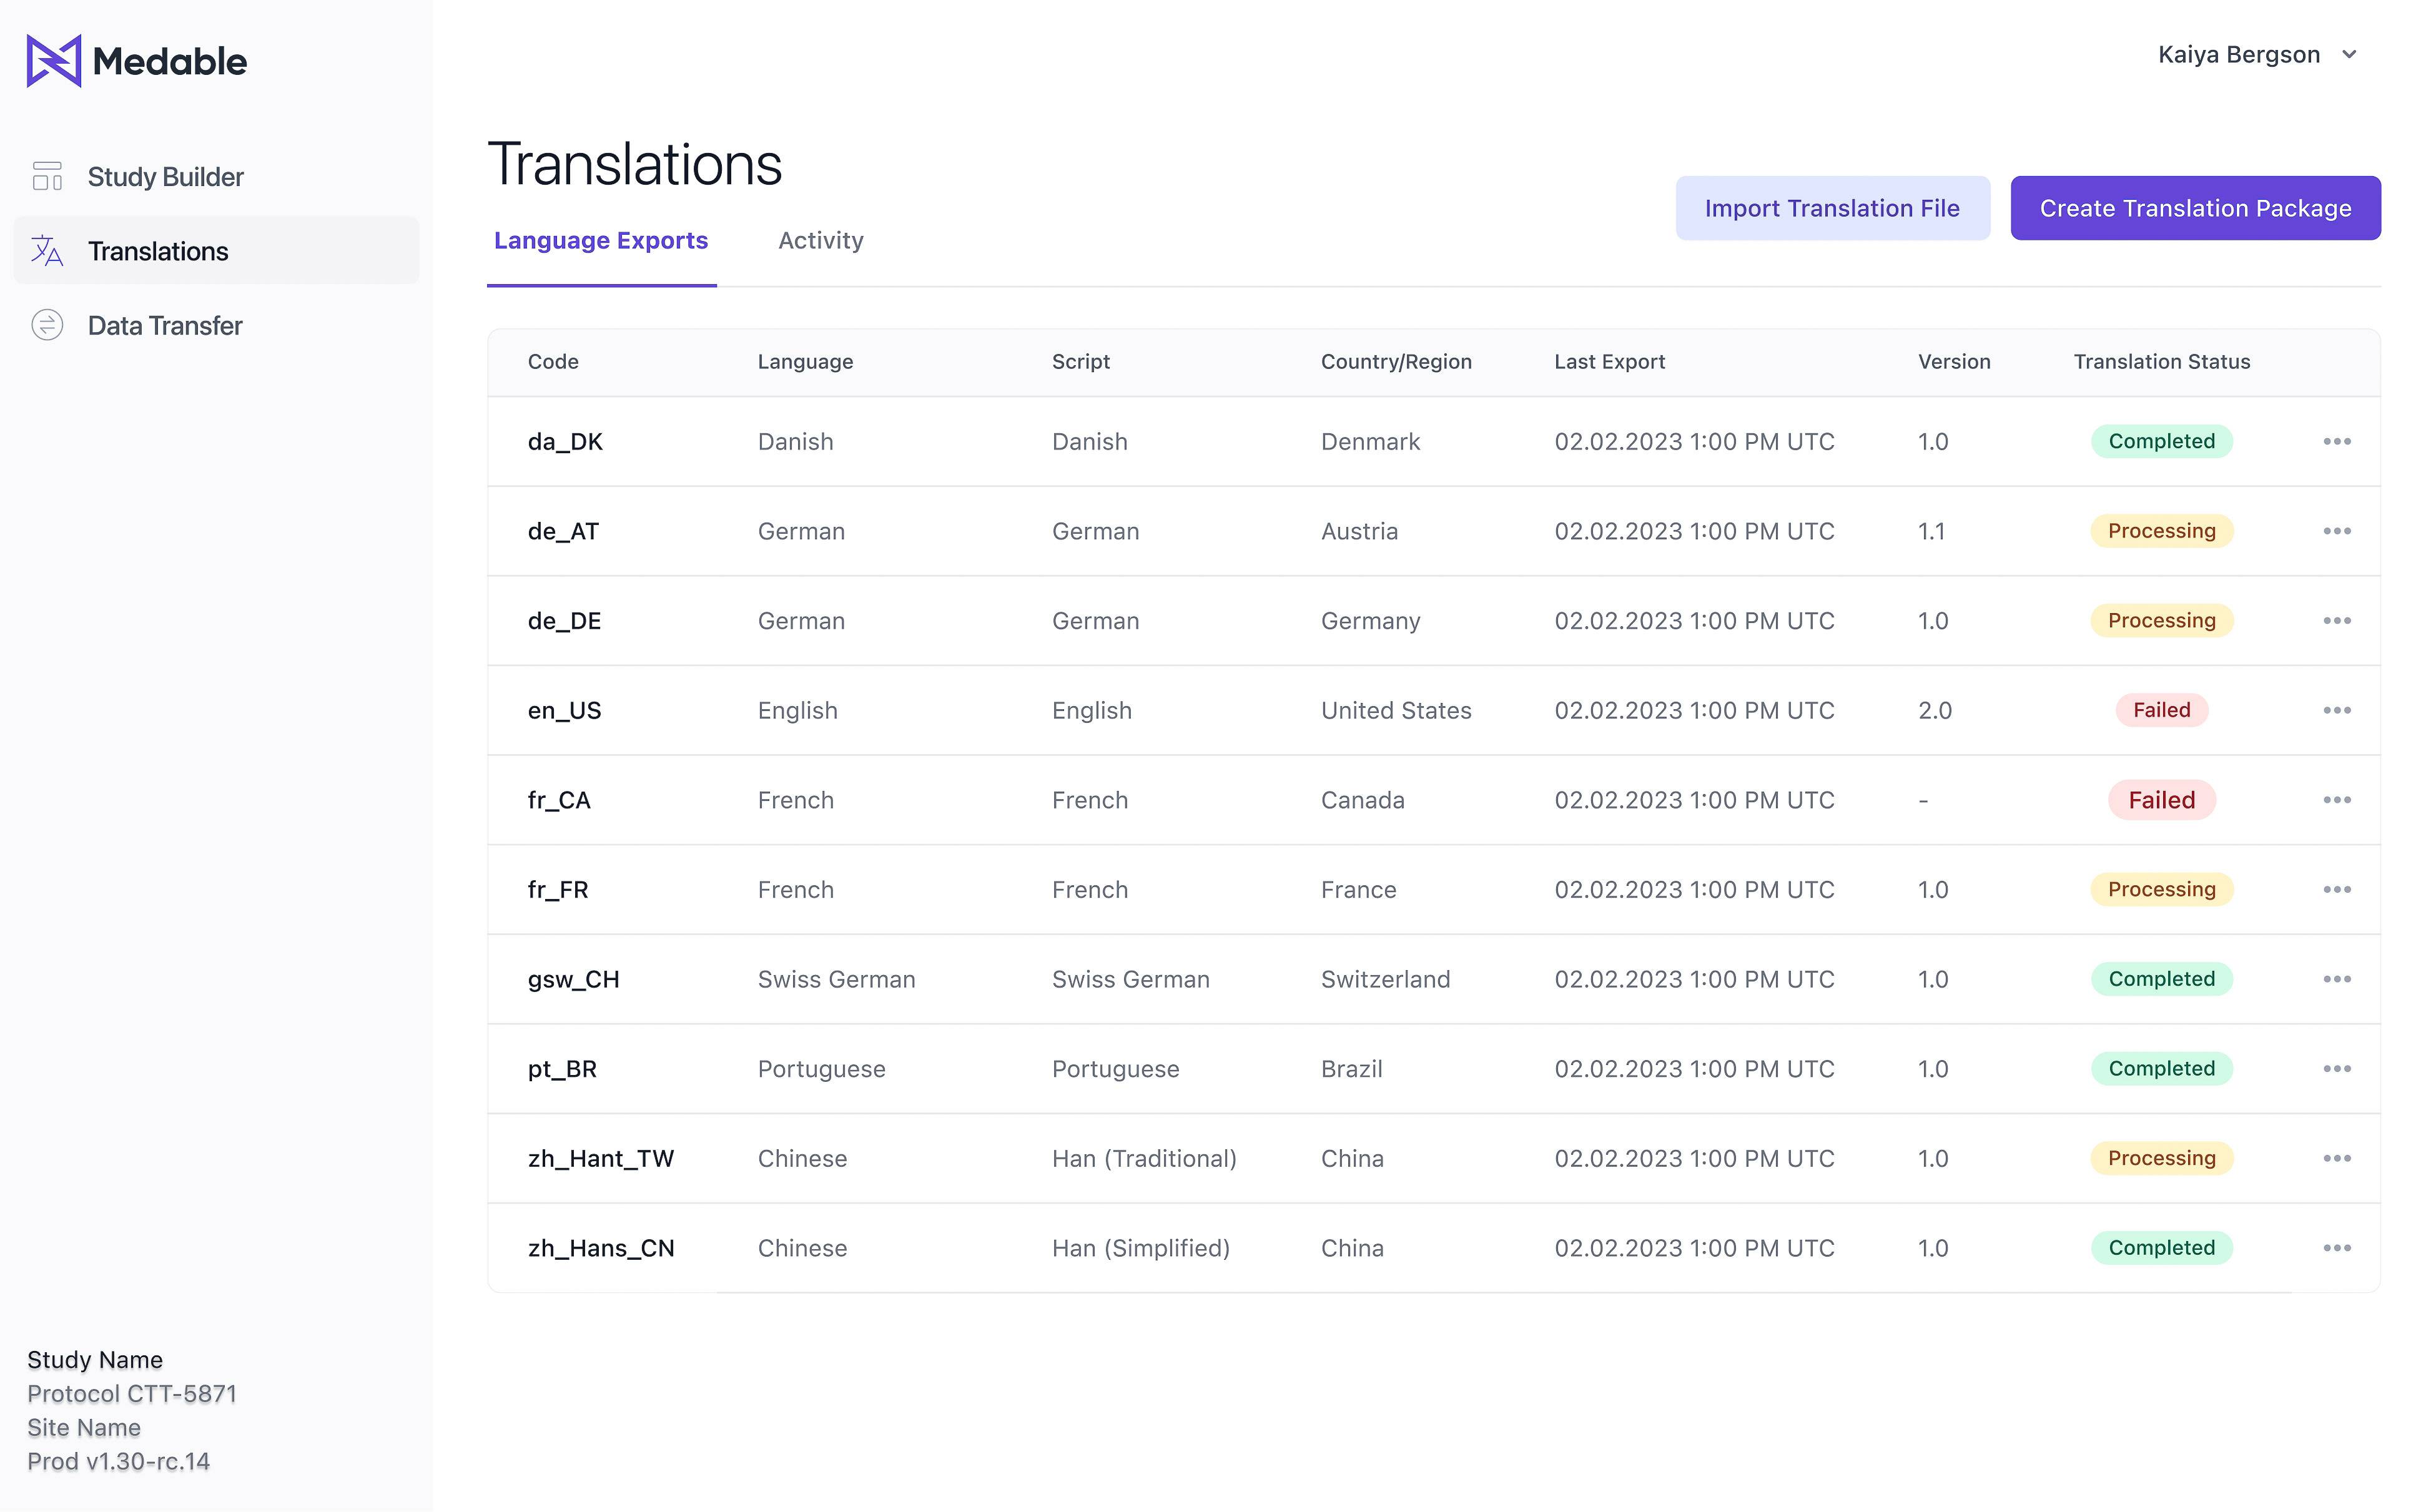 Medable
Kaiya Bergson
Study Builder
Translations
Data Transfer
Translations
Import Translation File
Create Translation Package
Language Exports
Activity
Code Language Script Country/Region Last Export Version Translation Status
da_DK Danish Danish Denmark 02.02.2023 1:00 PM UTC 1.0 Completed
de_AT German German Austria 02.02.2023 1:00 PM UTC 1.1 Processing
de_DE German German Germany 02.02.2023 1:00 PM UTC 1.0 Processing
en_US English English United States 02.02.2023 1:00 PM UTC 2.0 Failed
fr_CA French French Canada 02.02.2023 1:00 PM UTC - Failed
fr_FR French French France 02.02.2023 1:00 PM UTC 1.0 Processing
gsw_CH Swiss German Swiss German Switzerland 02.02.2023 1:00 PM UTC 1.0 Completed
pt_BR Portuguese Portuguese Brazil 02.02.2023 1:00 PM UTC 1.0 Completed
zh_Hant_TW Chinese Han (Traditional) China 02.02.2023 1:00 PM UTC 1.0 Processing
zh_Hans_CN Chinese Han (Simplified) China 02.02.2023 1:00 PM UTC 1.0 Completed
Study Name
Protocol CTT-5871
Site Name
Prod v1.30-rc.14